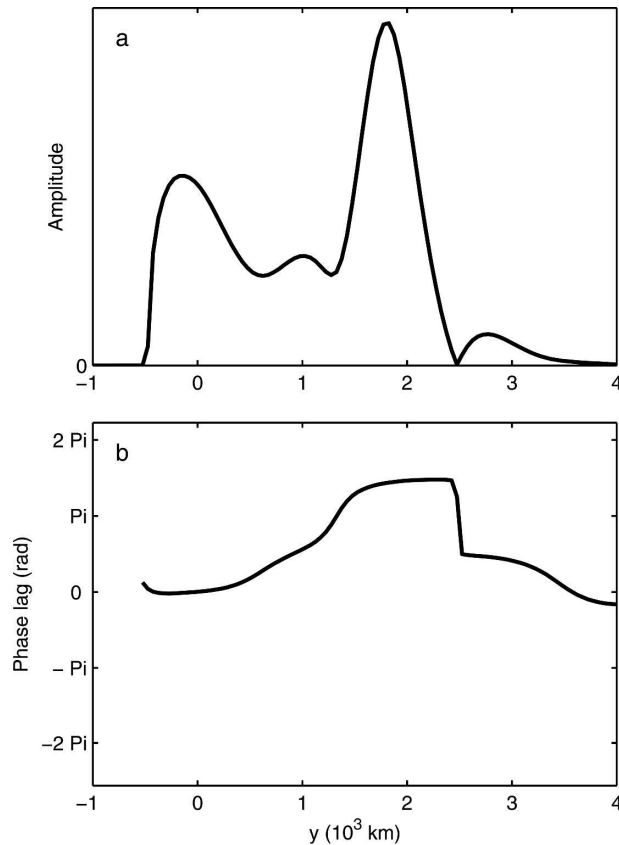 a
Amplitude
0
−1 0 1 2 3 4
b
Phase lag (rad)
2 Pi
Pi
0
− Pi
−2 Pi
−1 0 1 2 3 4
y (10³ km)